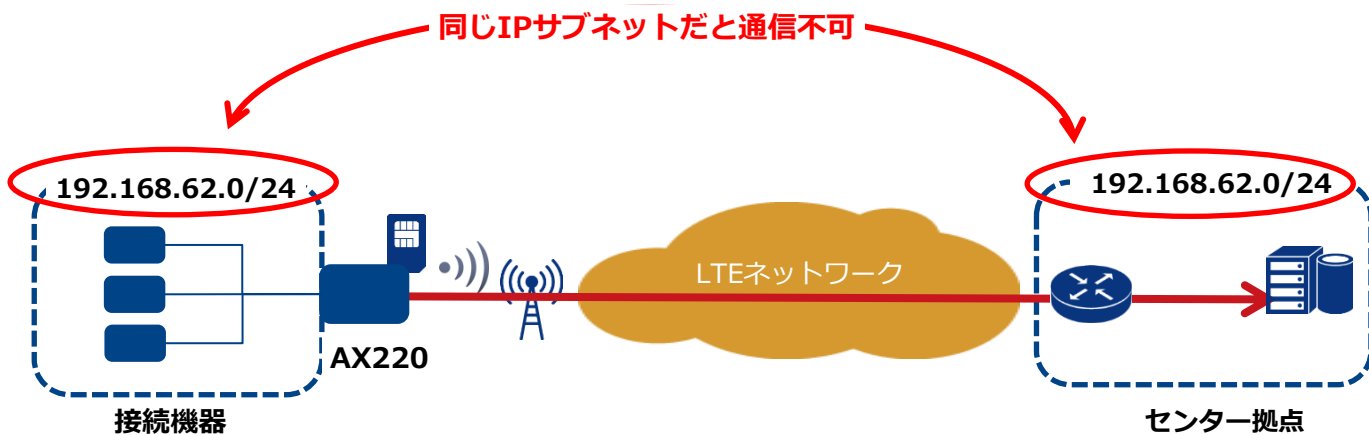 同じIPサブネットだと通信不可
192.168.62.0/24
192.168.62.0/24
LTEネットワーク
AX220
接続機器
センター拠点